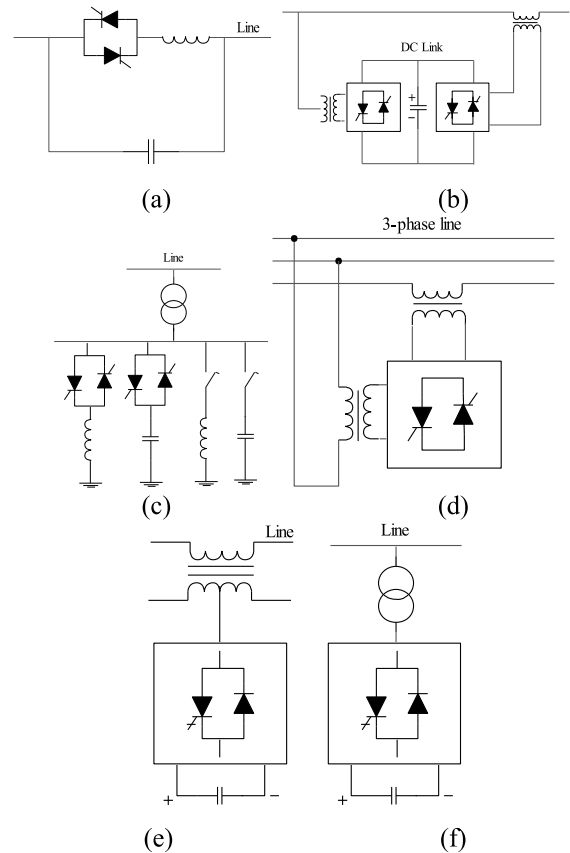 Line
DC Link
+
−
(a)
(b)
3-phase line
Line
(c)
(d)
Line
Line
+
−
+
−
(e)
(f)